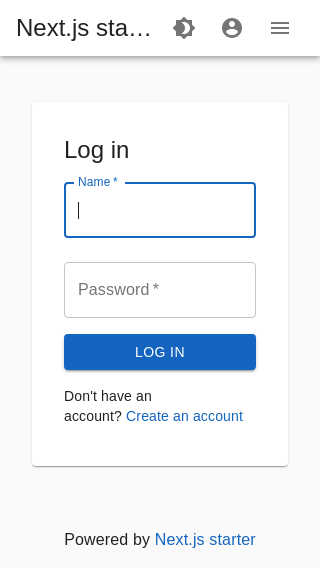 Next.js sta…
Log in
Name *
Password *
LOG IN
Don't have an
account? Create an account
Powered by Next.js starter